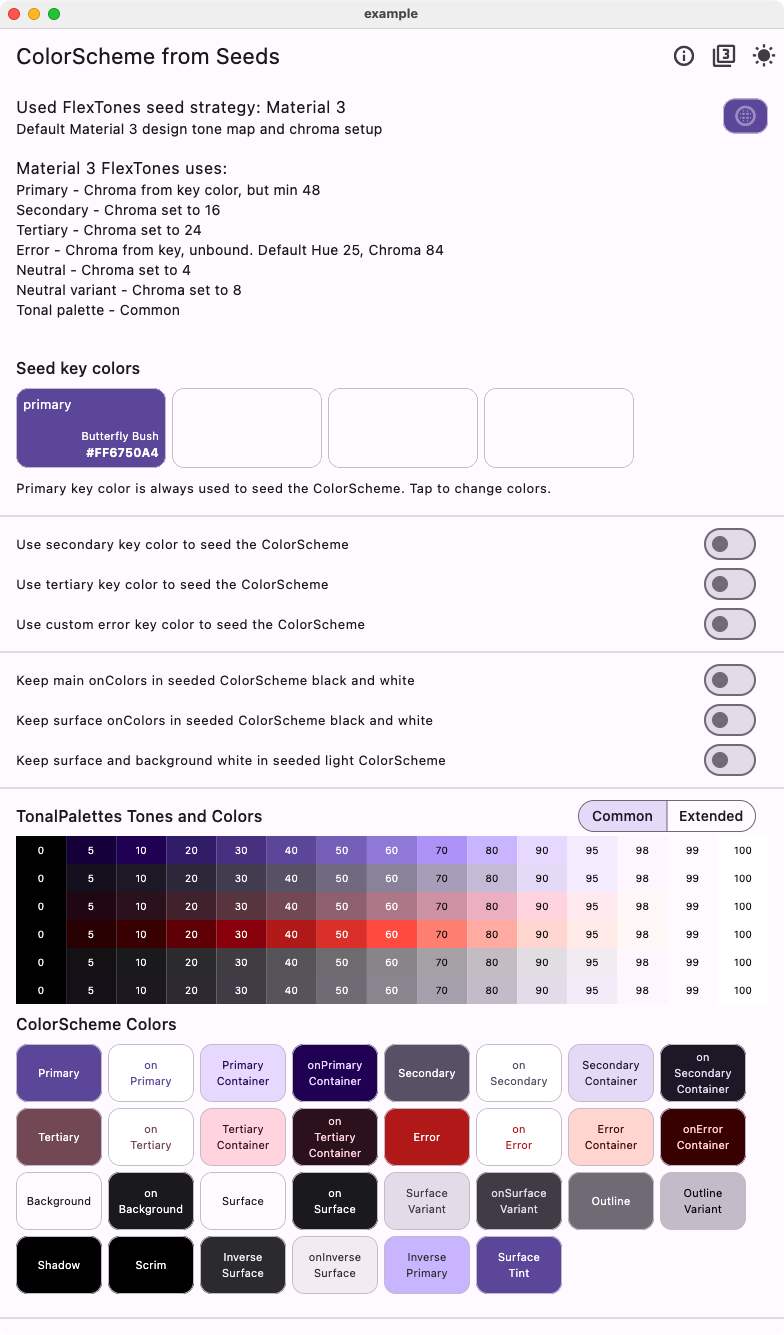 example
ColorScheme from Seeds
3
Used FlexTones seed strategy: Material 3
Default Material 3 design tone map and chroma setup
Material 3 FlexTones uses:
Primary - Chroma from key color, but min 48
Secondary - Chroma set to 16
Tertiary - Chroma set to 24
Error - Chroma from key, unbound. Default Hue 25, Chroma 84
Neutral - Chroma set to 4
Neutral variant - Chroma set to 8
Tonal palette - Common
Seed key colors
primary
Butterfly Bush
#FF6750A4
Primary key color is always used to seed the ColorScheme. Tap to change colors.
Use secondary key color to seed the ColorScheme
Use tertiary key color to seed the ColorScheme
Use custom error key color to seed the ColorScheme
Keep main onColors in seeded ColorScheme black and white
Keep surface onColors in seeded ColorScheme black and white
Keep surface and background white in seeded light ColorScheme
TonalPalettes Tones and Colors
Common Extended
0 5 10 20 30 40 50 60 70 80 90 95 98 99 100
0 5 10 20 30 40 50 60 70 80 90 95 98 99 100
0 5 10 20 30 40 50 60 70 80 90 95 98 99 100
0 5 10 20 30 40 50 60 70 80 90 95 98 99 100
0 5 10 20 30 40 50 60 70 80 90 95 98 99 100
0 5 10 20 30 40 50 60 70 80 90 95 98 99 100
ColorScheme Colors
Primary
on
Primary
Primary
Container
onPrimary
Container
Secondary
on
Secondary
Secondary
Container
on
Secondary
Container
Tertiary
on
Tertiary
Tertiary
Container
on
Tertiary
Container
Error
on
Error
Error
Container
onError
Container
Background
on
Background
Surface
on
Surface
Surface
Variant
onSurface
Variant
Outline
Outline
Variant
Shadow
Scrim
Inverse
Surface
onInverse
Surface
Inverse
Primary
Surface
Tint